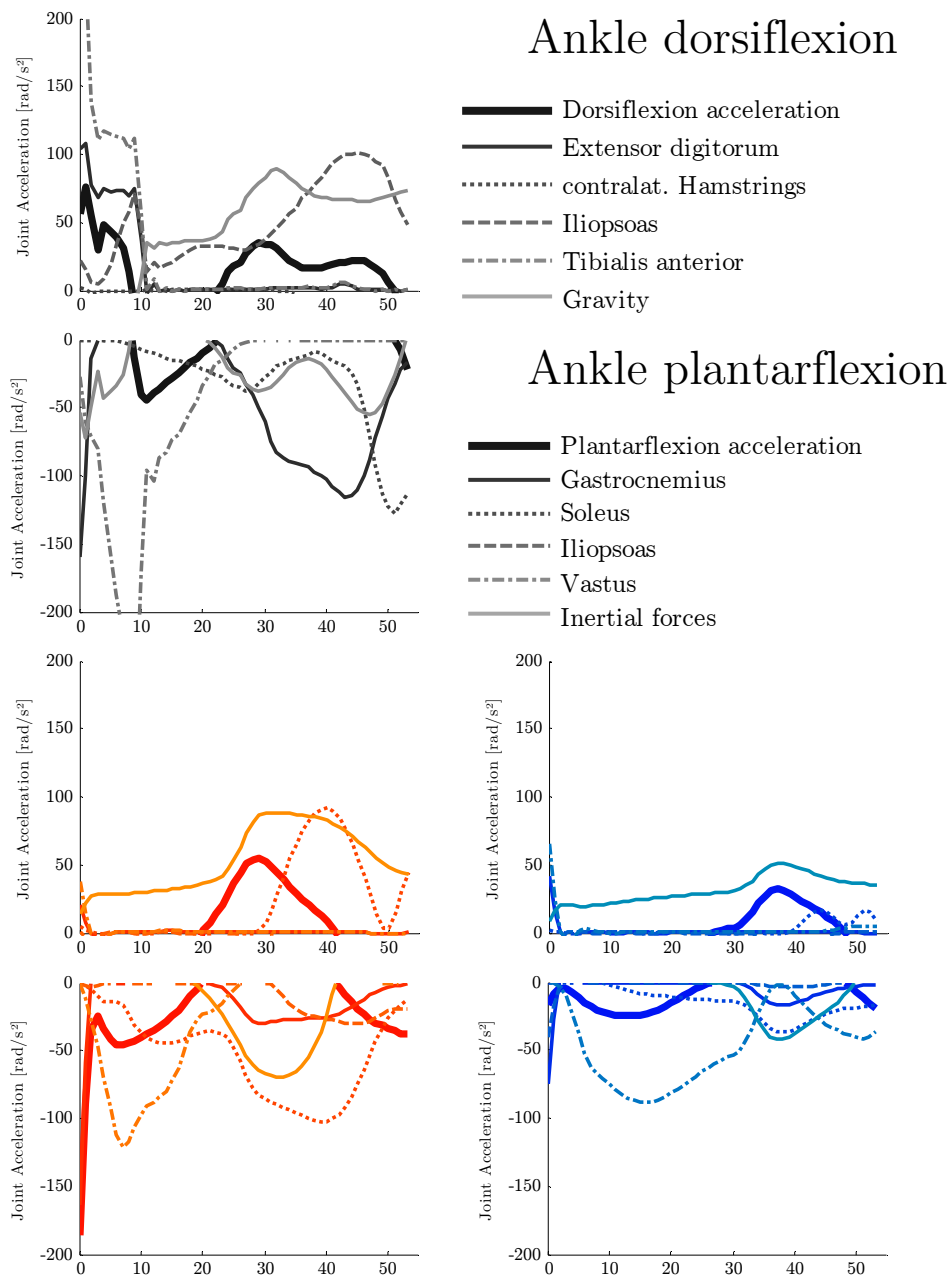 Ankle dorsiflexion
Dorsiflexion acceleration
Extensor digitorum
contralat. Hamstrings
Iliopsoas
Tibialis anterior
Gravity
Joint Acceleration [rad/s²]
200
150
100
50
0
0 10 20 30 40 50
Ankle plantarflexion
Plantarflexion acceleration
Gastrocnemius
Soleus
Iliopsoas
Vastus
Inertial forces
Joint Acceleration [rad/s²]
0
-50
-100
-150
-200
0 10 20 30 40 50
Joint Acceleration [rad/s²]
200
150
100
50
0
0 10 20 30 40 50
Joint Acceleration [rad/s²]
200
150
100
50
0
0 10 20 30 40 50
Joint Acceleration [rad/s²]
0
-50
-100
-150
-200
0 10 20 30 40 50
Joint Acceleration [rad/s²]
0
-50
-100
-150
-200
0 10 20 30 40 50